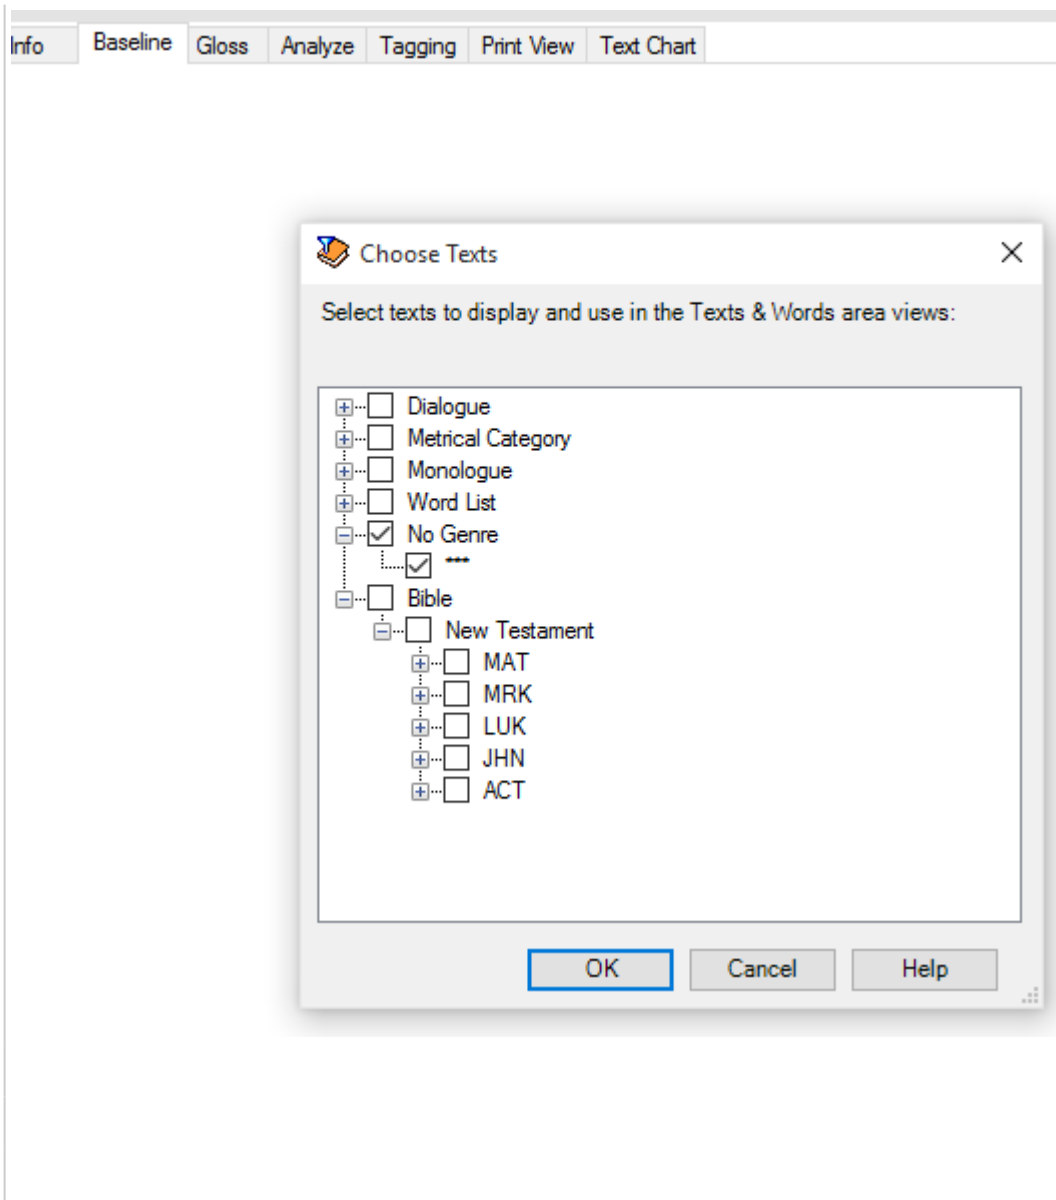 Info Baseline Gloss Analyze Tagging Print View Text Chart
Choose Texts
Select texts to display and use in the Texts & Words area views:
Dialogue
Metrical Category
Monologue
Word List
No Genre
***
Bible
New Testament
MAT
MRK
LUK
JHN
ACT
OK Cancel Help